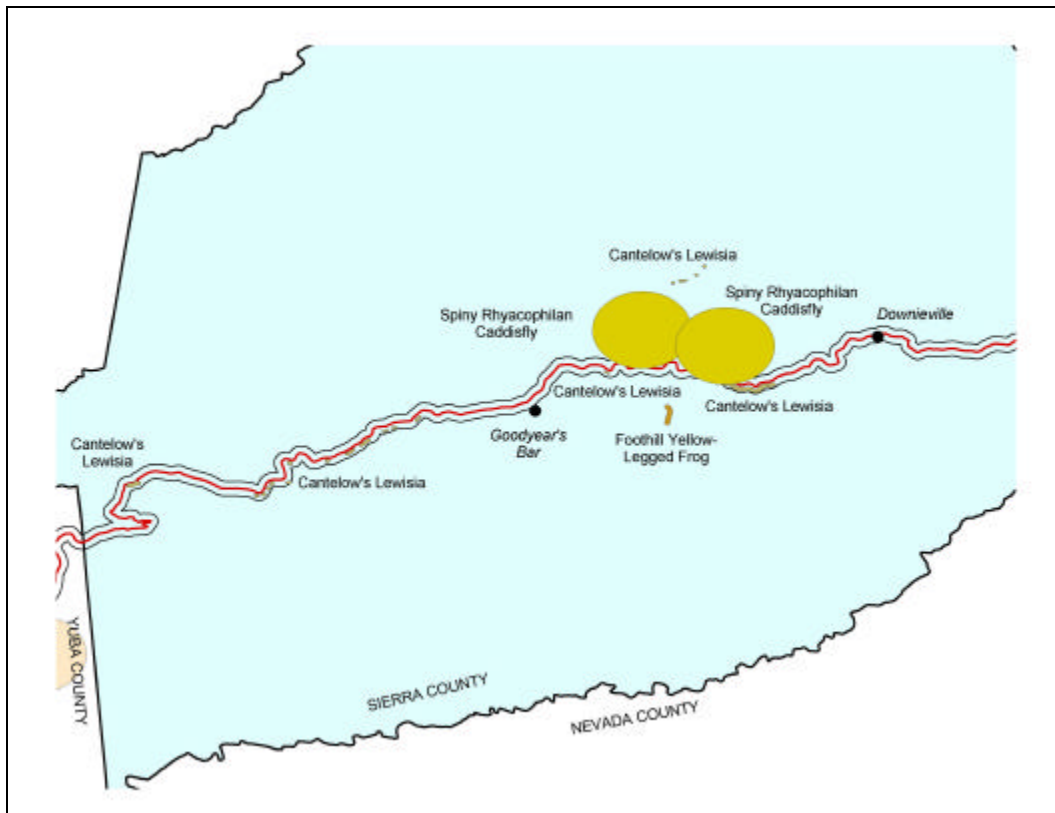 Cantelow's Lewisia
Spiny Rhyacophilan
Caddisfly
Spiny Rhyacophilan
Caddisfly
Downieville
Cantelow's Lewisia
Cantelow's Lewisia
Goodyear's
Bar
Foothill Yellow-
Legged Frog
Cantelow's
Lewisia
Cantelow's Lewisia
YUBA COUNTY
SIERRA COUNTY
NEVADA COUNTY